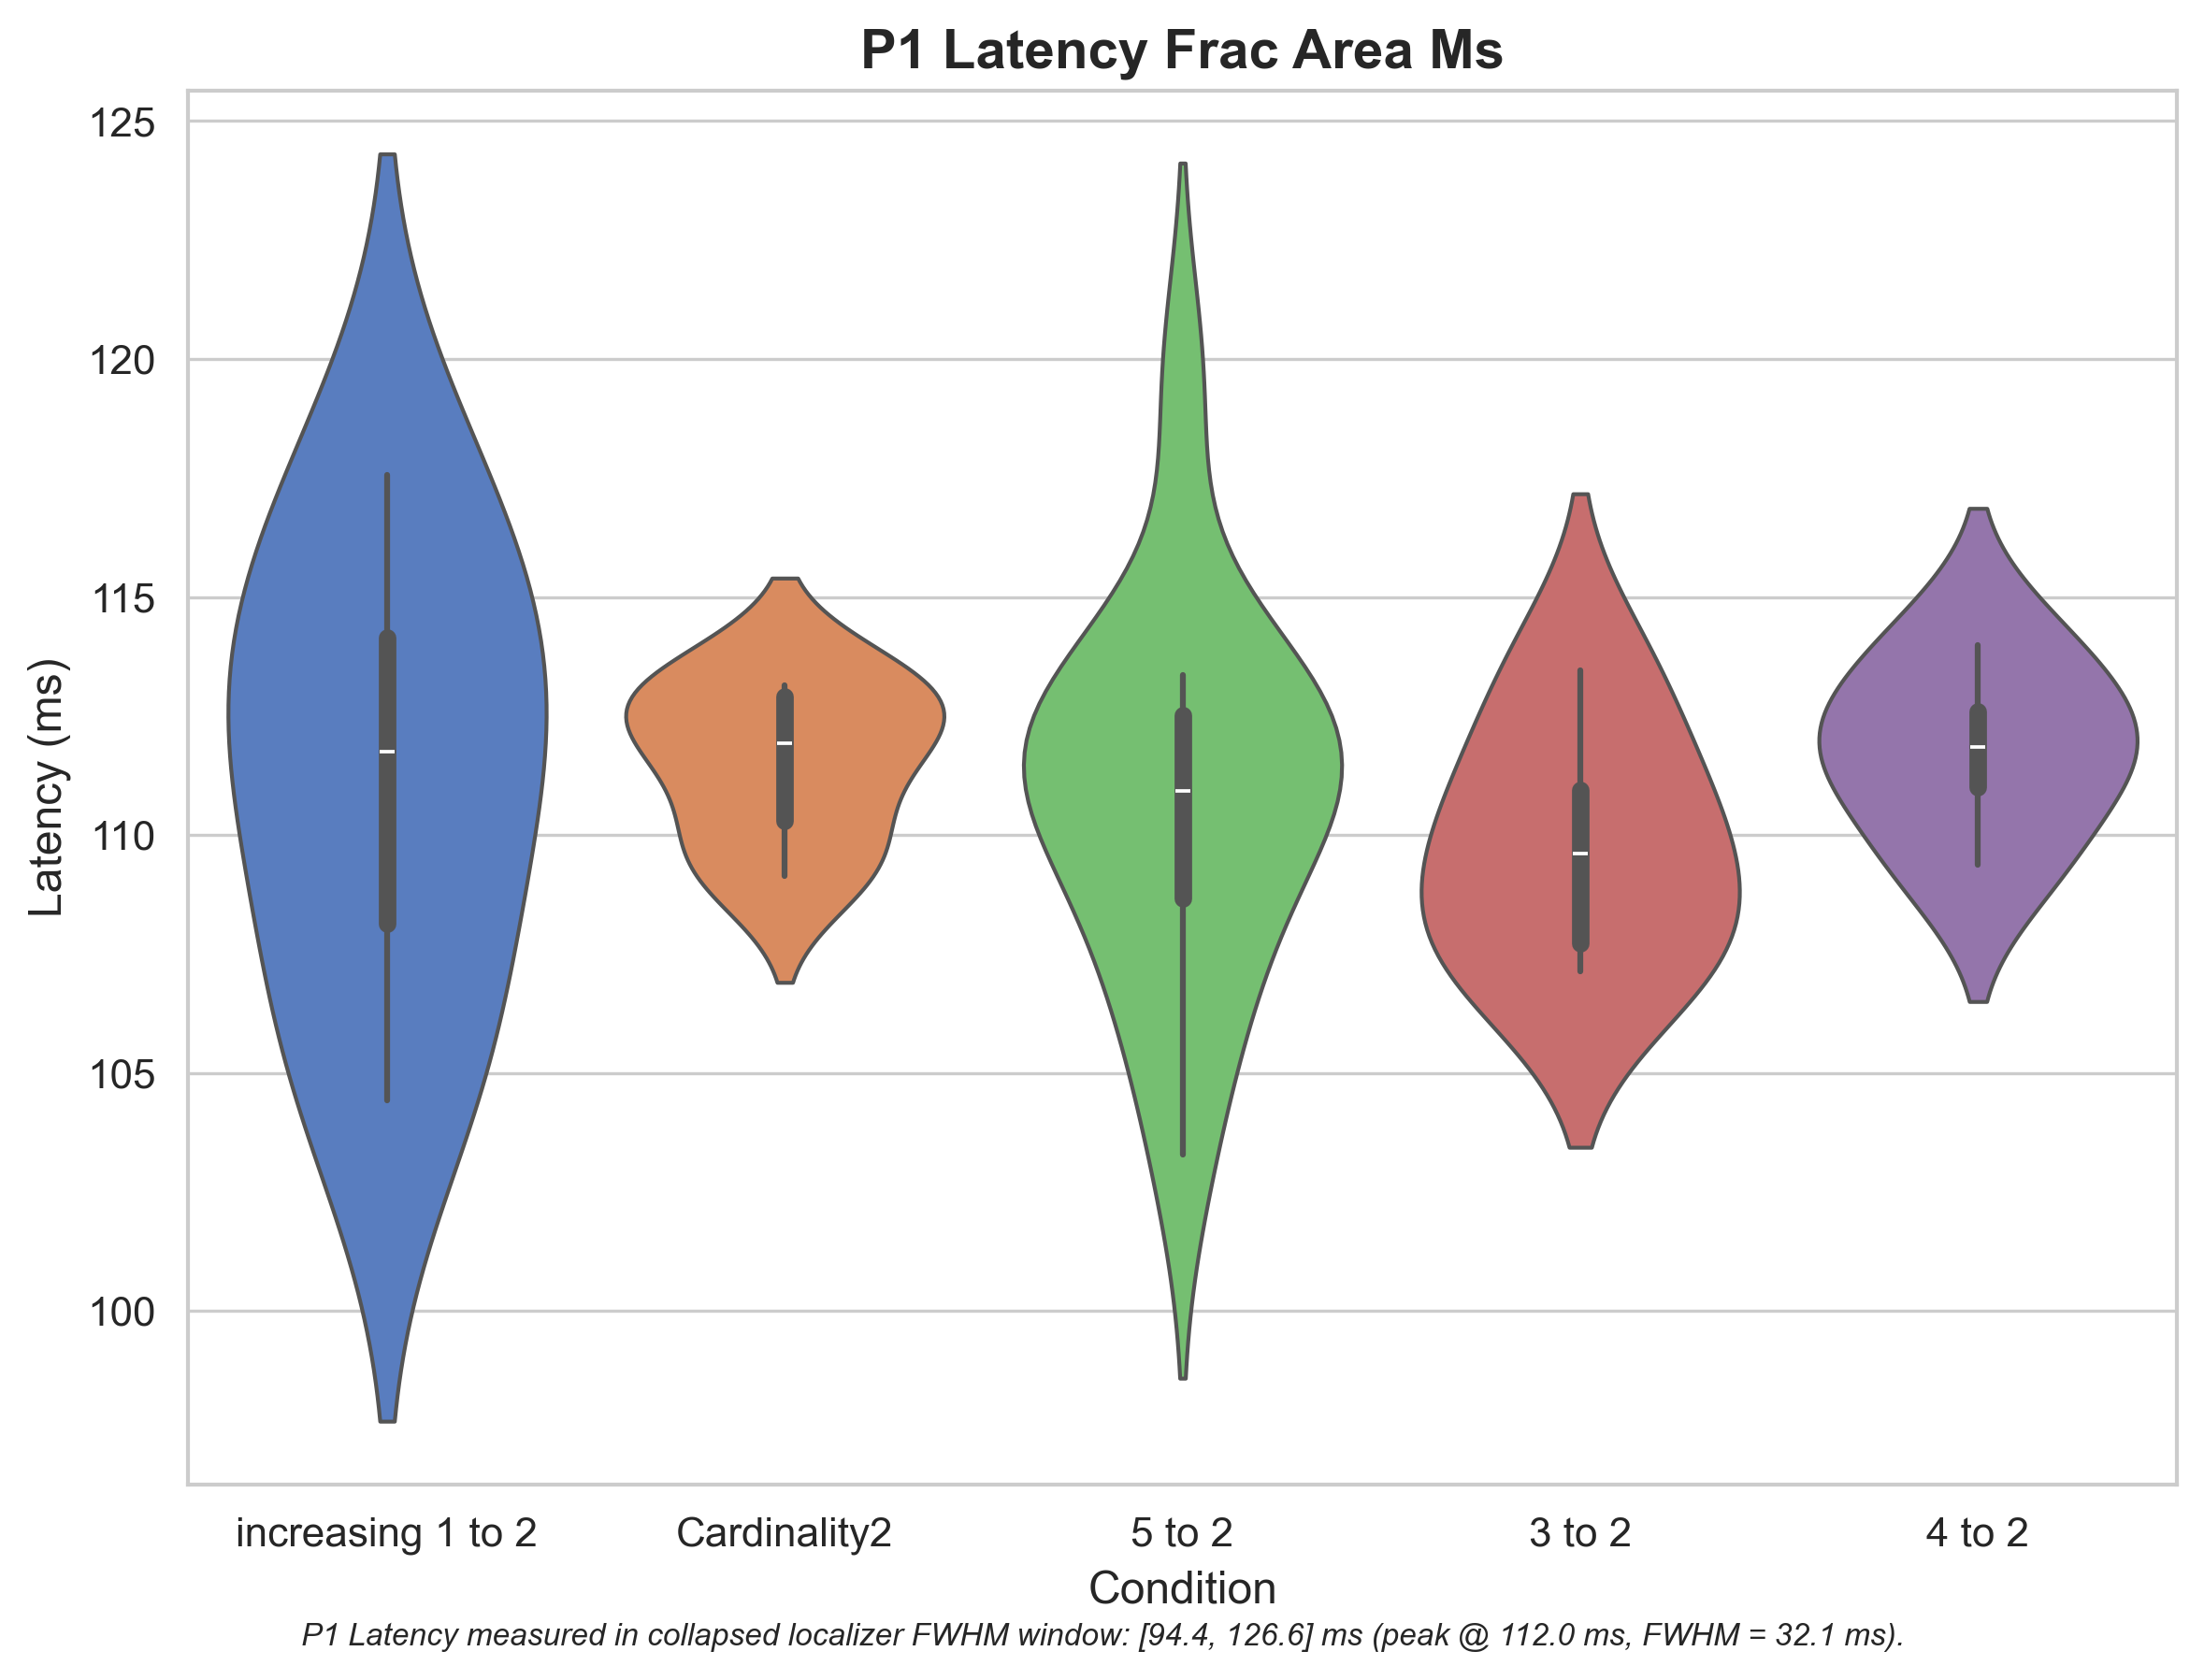 P1 Latency Frac Area Ms
125
120
115
110
105
100
Latency (ms)
increasing 1 to 2
Cardinality2
5 to 2
3 to 2
4 to 2
Condition
P1 Latency measured in collapsed localizer FWHM window: [94.4, 126.6] ms (peak @ 112.0 ms, FWHM = 32.1 ms).